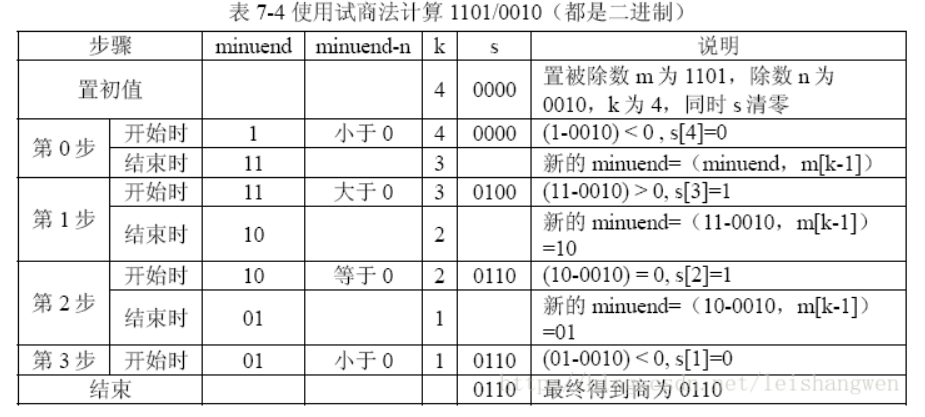 表 7-4 使用试商法计算 1101/0010（都是二进制）
步骤 minuend minuend-n k s 说明
置初值 4 0000 置被除数 m 为 1101，除数 n 为
0010，k 为 4，同时 s 清零
第 0 步 开始时 1 小于 0 4 0000 (1-0010) < 0 , s[4]=0
结束时 11 3 新的 minuend=（minuend，m[k-1]）
第 1 步 开始时 11 大于 0 3 0100 (11-0010) > 0, s[3]=1
结束时 10 2 新的 minuend=（11-0010，m[k-1]）
=10
第 2 步 开始时 10 等于 0 2 0110 (10-0010) = 0, s[2]=1
结束时 01 1 新的 minuend=（10-0010，m[k-1]）
=01
第 3 步 开始时 01 小于 0 1 0110 (01-0010) < 0, s[1]=0
结束 0110 最终得到商为 0110